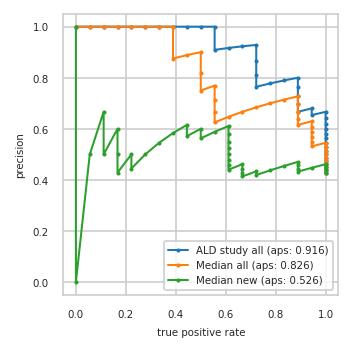 1.0
0.8
0.6
0.4
0.2
0.0
precision
ALD study all (aps: 0.916)
Median all (aps: 0.826)
Median new (aps: 0.526)
0.0 0.2 0.4 0.6 0.8 1.0
true positive rate